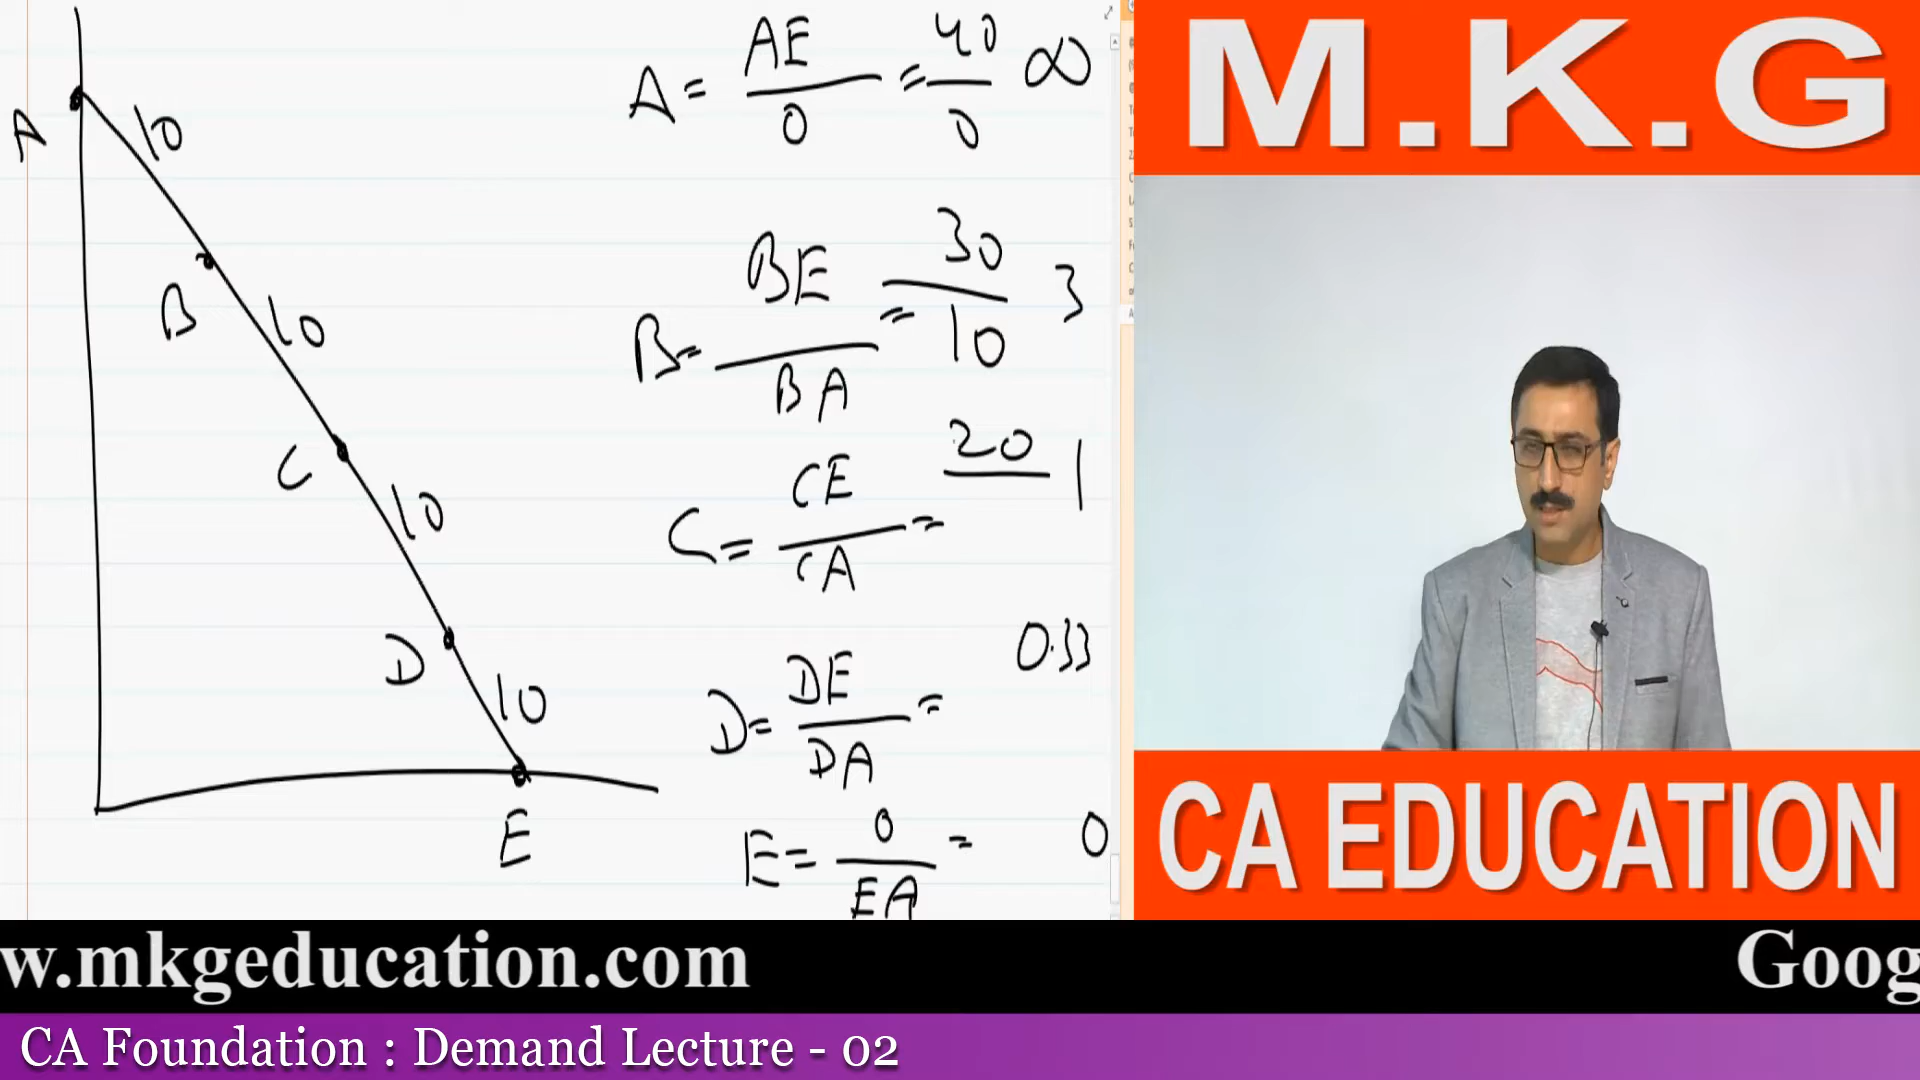 A
10
B
10
C
10
D
10
E
A = AE / 0 = 40 / 0 ∞
B = BE / BA = 30 / 10 3
C = CE / CA = 20 1
D = DE / DA = 0.33
E = 0 / EA = 0
M.K.G
CA EDUCATION
w.mkgeducation.com
Goog
CA Foundation : Demand Lecture - 02